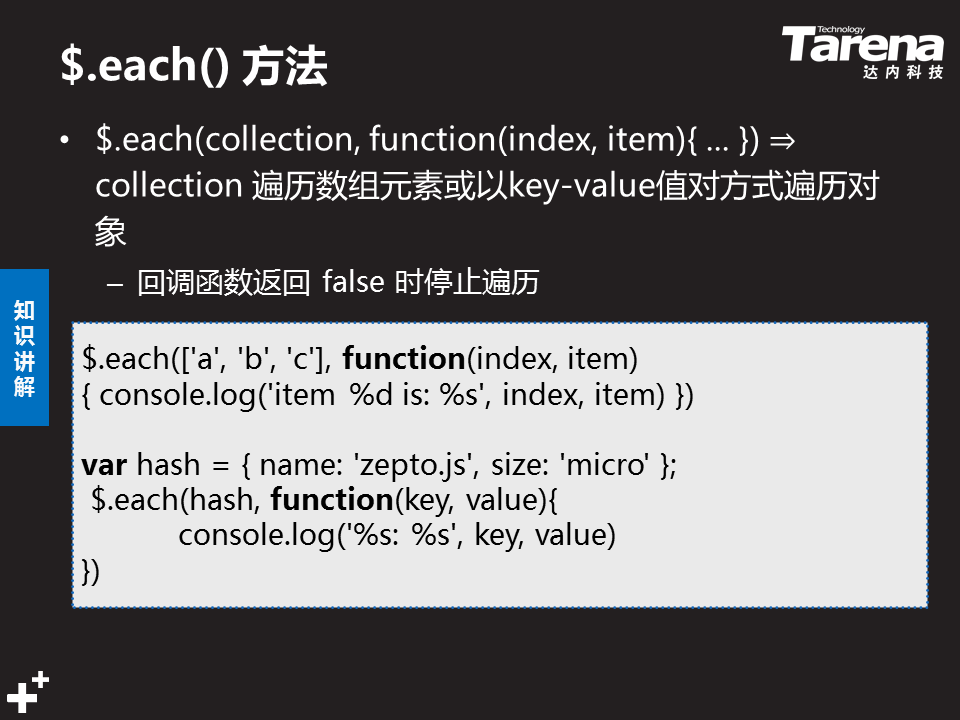 $.each() 方法
Technology
Tarena
达内科技
• $.each(collection, function(index, item){ ... }) ⇒
collection 遍历数组元素或以key-value值对方式遍历对
象
– 回调函数返回 false 时停止遍历
知
识
讲
解
$.each(['a', 'b', 'c'], function(index, item)
{ console.log('item %d is: %s', index, item) })
var hash = { name: 'zepto.js', size: 'micro' };
$.each(hash, function(key, value){
console.log('%s: %s', key, value)
})